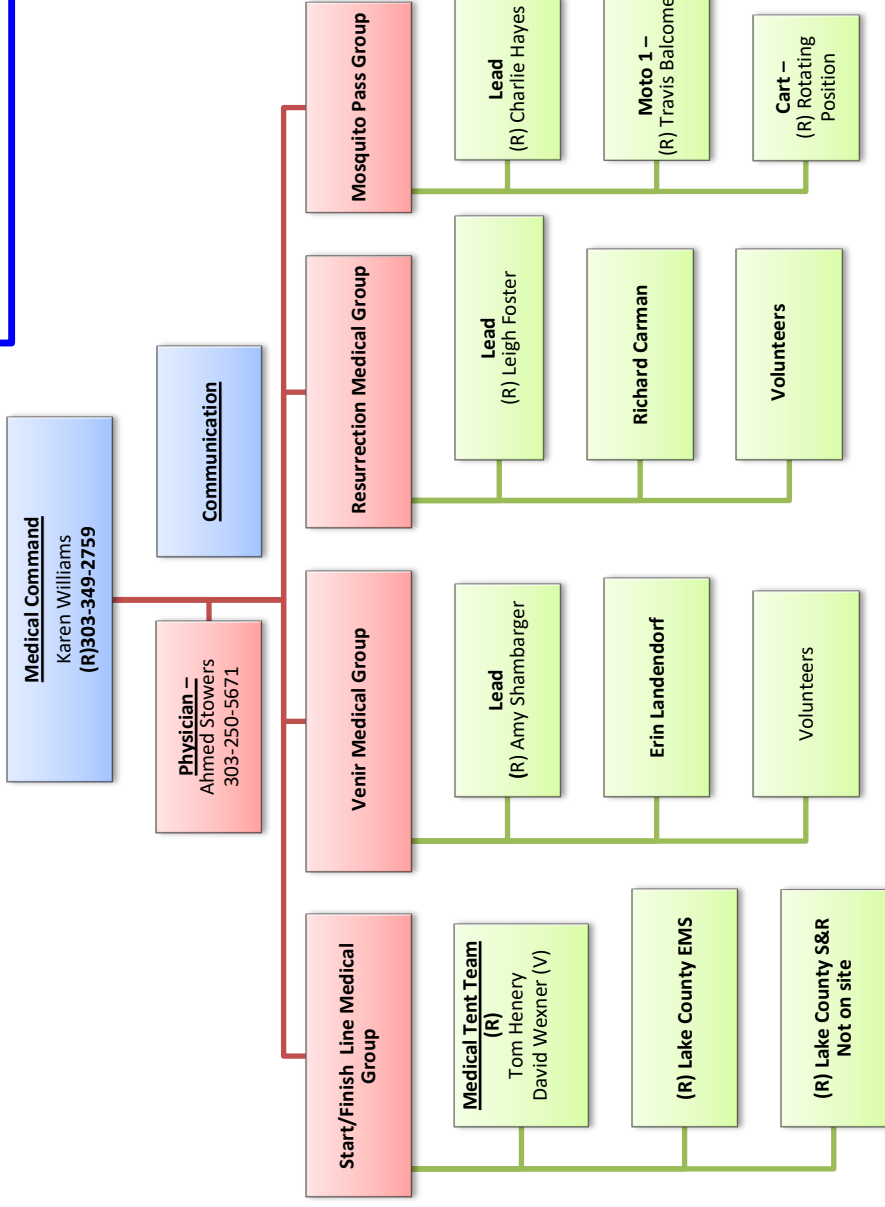 Medical Command
Karen Williams
(R)303-349-2759
Physician –
Ahmed Stowers
303-250-5671
Communication
Start/Finish Line Medical
Group
Venir Medical Group
Resurrection Medical Group
Mosquito Pass Group
Medical Tent Team
(R)
Tom Henery
David Wexner (V)
(R) Lake County EMS
(R) Lake County S&R
Not on site
Lead
(R) Amy Shambarger
Erin Landendorf
Volunteers
Lead
(R) Leigh Foster
Richard Carman
Volunteers
Lead
(R) Charlie Hayes
Moto 1 –
(R) Travis Balcome
Cart –
(R) Rotating
Position